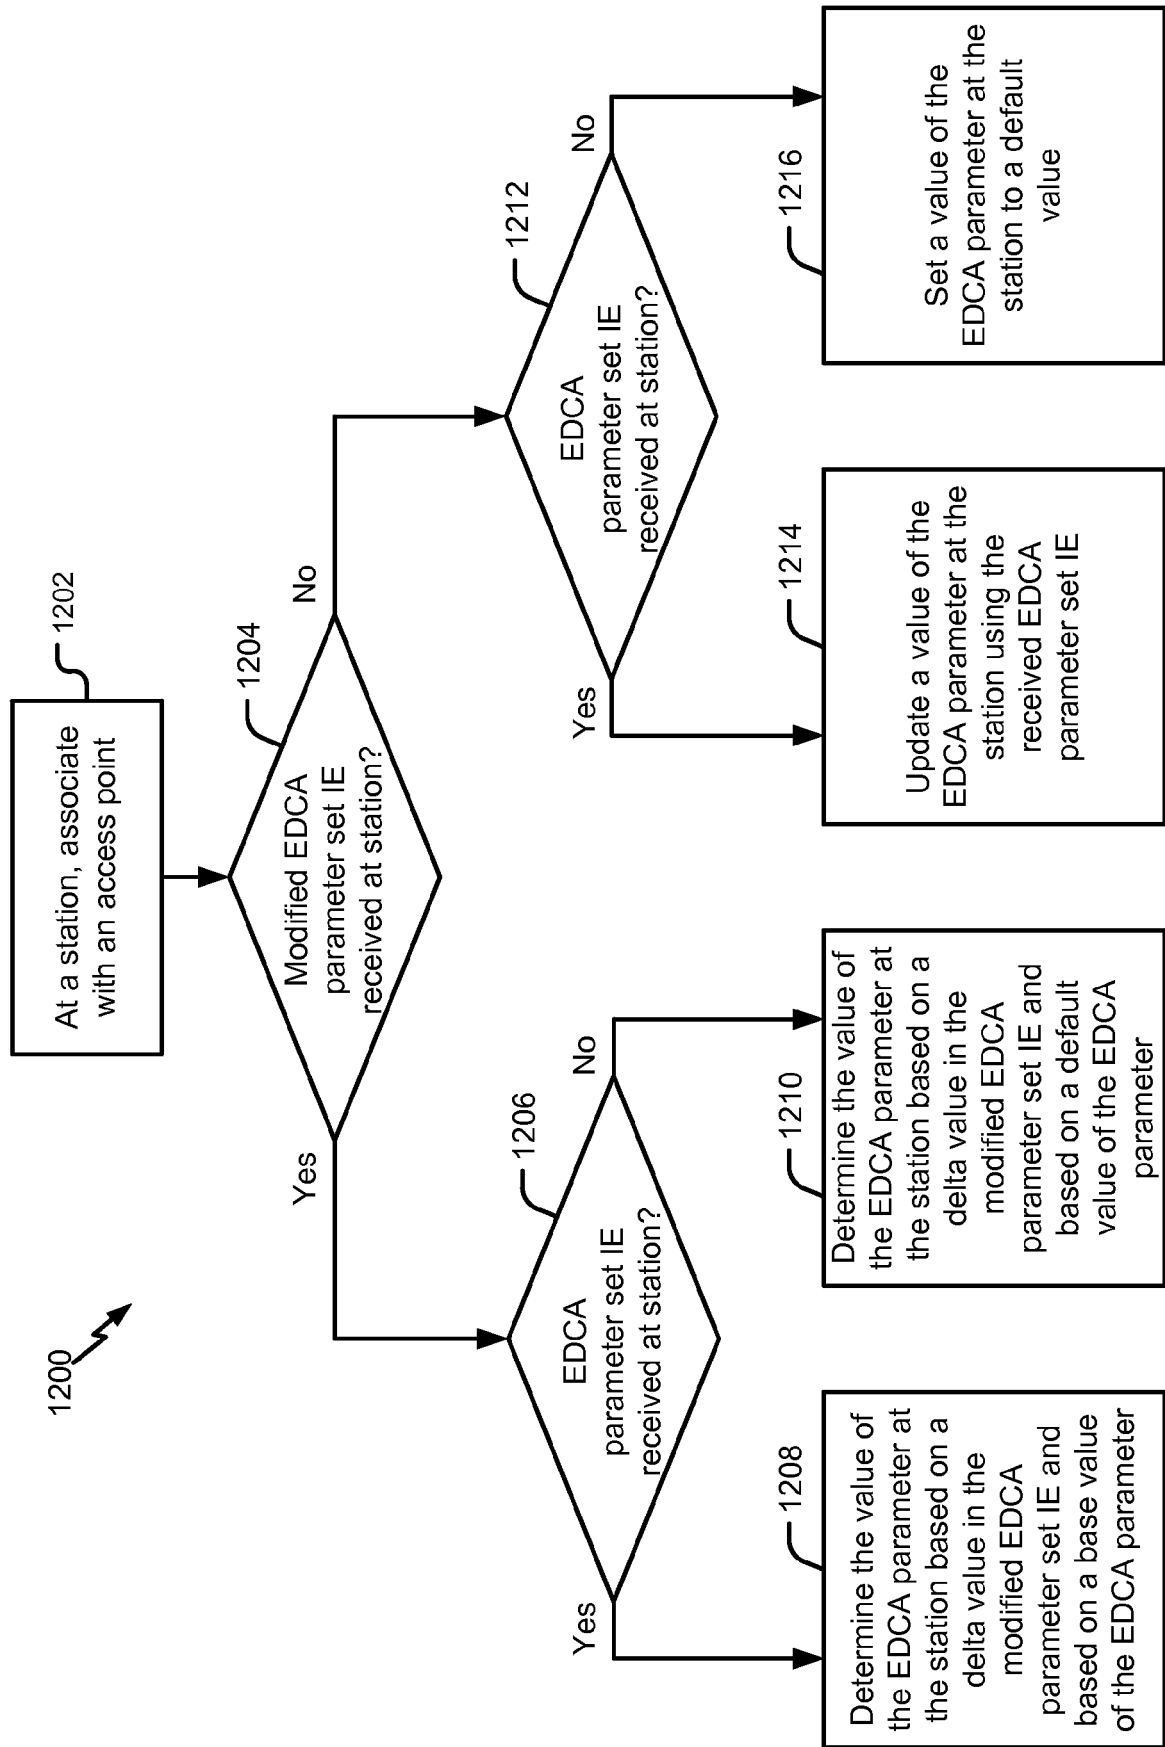 1200
At a station, associate
with an access point
1202
Modified EDCA
parameter set IE
received at station?
1204
Yes
No
EDCA
parameter set IE
received at station?
1206
Yes
No
EDCA
parameter set IE
received at station?
1212
Yes
No
1208
Determine the value of
the EDCA parameter at
the station based on a
delta value in the
modified EDCA
parameter set IE and
based on a base value
of the EDCA parameter
1210
Determine the value of
the EDCA parameter at
the station based on a
delta value in the
modified EDCA
parameter set IE and
based on a default
value of the EDCA
parameter
1214
Update a value of the
EDCA parameter at the
station using the
received EDCA
parameter set IE
1216
Set a value of the
EDCA parameter at the
station to a default
value